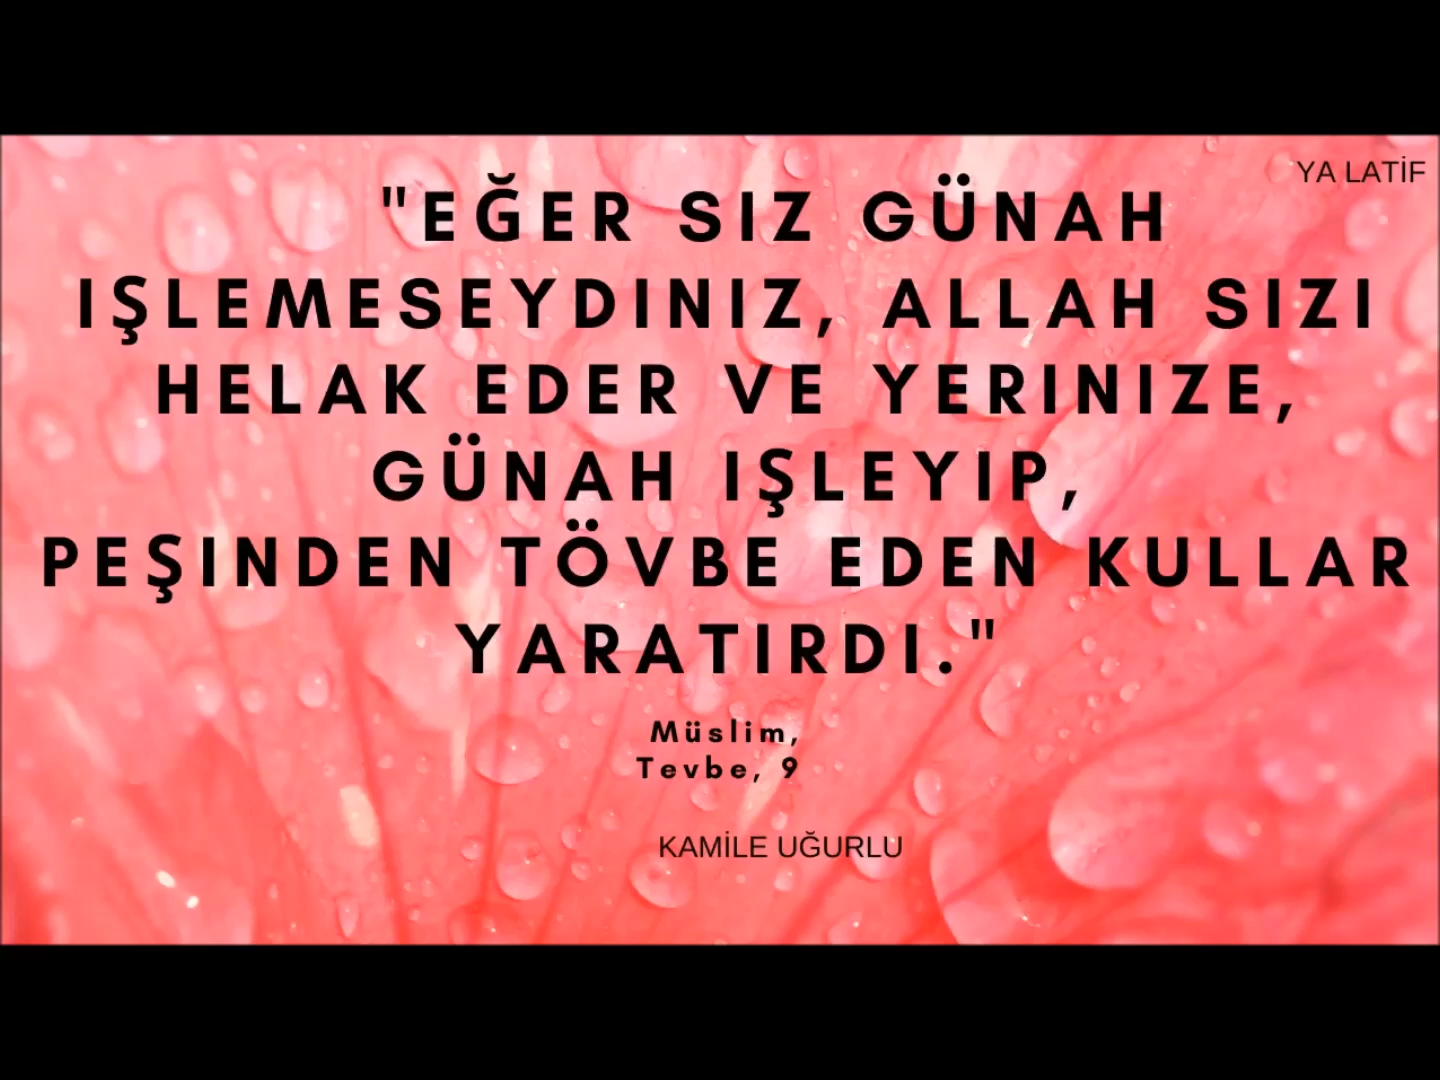 YA LATİF
"EĞER SIZ GÜNAH
IŞLEMESEYDINIZ, ALLAH SIZI
HELAK EDER VE YERINIZE,
GÜNAH IŞLEYIP,
PEŞINDEN TÖVBE EDEN KULLAR
YARATIRDI."
Müslim,
Tevbe, 9
KAMİLE UĞURLU